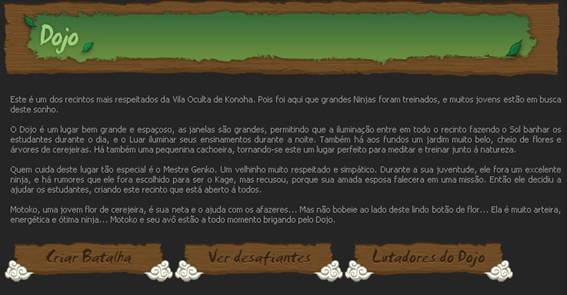 Dojo
Este é um dos recintos mais respeitados da Vila Oculta de Konoha. Pois foi aqui que grandes Ninjas foram treinados, e muitos jovens estão em busca
deste sonho.
O Dojo é um lugar bem grande e espaçoso, as janelas são grandes, permitindo que a iluminação entre em todo o recinto fazendo o Sol banhar os
estudantes durante o dia, e o Luar iluminar seus ensinamentos durante a noite. Também há aos fundos um jardim muito belo, cheio de flores e
árvores de cerejeiras. Há também uma pequenina cachoeira, tornando-se este um lugar perfeito para meditar e treinar junto á natureza.
Quem cuida deste lugar tão especial é o Mestre Genio. Um velhinho muito respeitado e simpático. Durante a sua juventude, ele fora um excelente
ninja, e há rumores que ele fora escolhido para ser o Kage, mas recusou, porque sua amada esposa falecera em uma missão. Então ele decidiu a
ajudar os estudantes, criando este recinto que está aberto á todos.
Motoko, uma jovem flor de cerejeira, é sua neta e o ajuda com os afazeres... Mas não bobeie ao lado deste lindo botão de flor... Ela é muito arteira,
energética e ótima ninja... Motoko e seu avô estão a todo momento brigando pelo Dojo.
Criar Batalha
Ver desafiantes
Lutadores do Dojo